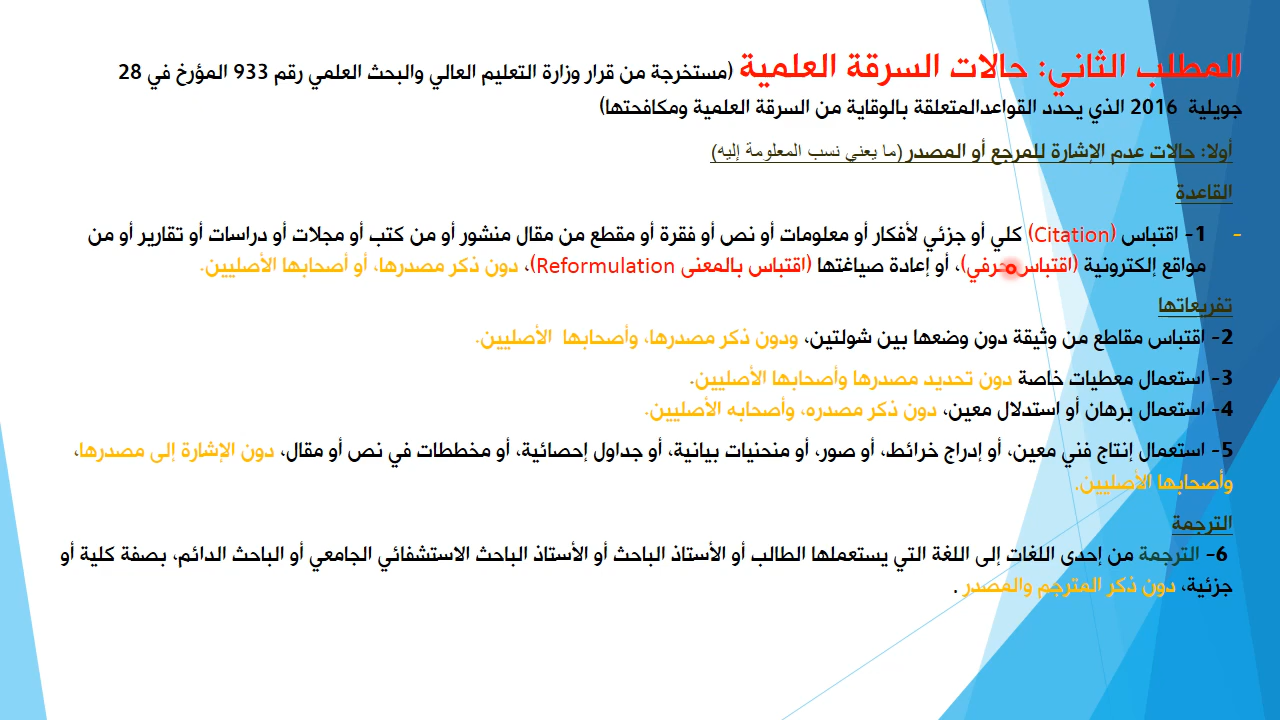 المطلب الثاني: حالات السرقة العلمية (مستخرجة من قرار وزارة التعليم العالي والبحث العلمي رقم 933 المؤرخ في 28
جويلية 2016 الذي يحدد القواعدالمتعلقة بالوقاية من السرقة العلمية ومكافحتها)
أولا: حالات عدم الإشارة للمرجع أو المصدر (ما يعني نسب المعلومة إليه)
القاعدة
- 1- اقتباس (Citation) كلي أو جزئي لأفكار أو معلومات أو نص أو فقرة أو مقطع من مقال منشور أو من كتب أو مجلات أو دراسات أو تقارير أو من
مواقع إلكترونية (اقتباس حرفي)، أو إعادة صياغتها (اقتباس بالمعنى Reformulation)، دون ذكر مصدرها، أو أصحابها الأصليين.
تفريعاتها
2- اقتباس مقاطع من وثيقة دون وضعها بين شولتين، ودون ذكر مصدرها، وأصحابها الأصليين.
3- استعمال معطيات خاصة دون تحديد مصدرها وأصحابها الأصليين.
4- استعمال برهان أو استدلال معين، دون ذكر مصدره، وأصحابه الأصليين.
5- استعمال إنتاج فني معين، أو إدراج خرائط، أو صور، أو منحنيات بيانية، أو جداول إحصائية، أو مخططات في نص أو مقال، دون الإشارة إلى مصدرها،
وأصحابها الأصليين.
الترجمة
6- الترجمة من إحدى اللغات إلى اللغة التي يستعملها الطالب أو الأستاذ الباحث أو الأستاذ الباحث الاستشفائي الجامعي أو الباحث الدائم، بصفة كلية أو
جزئية، دون ذكر المترجم والمصدر .